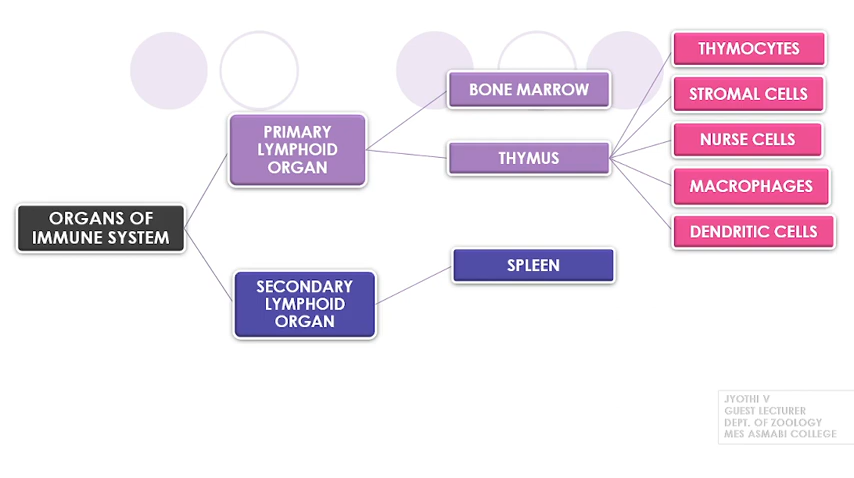 ORGANS OF
IMMUNE SYSTEM
PRIMARY
LYMPHOID
ORGAN
BONE MARROW
THYMUS
THYMOCYTES
STROMAL CELLS
NURSE CELLS
MACROPHAGES
DENDRITIC CELLS
SECONDARY
LYMPHOID
ORGAN
SPLEEN
JYOTHI V
GUEST LECTURER
DEPT. OF ZOOLOGY
MES ASMABI COLLEGE